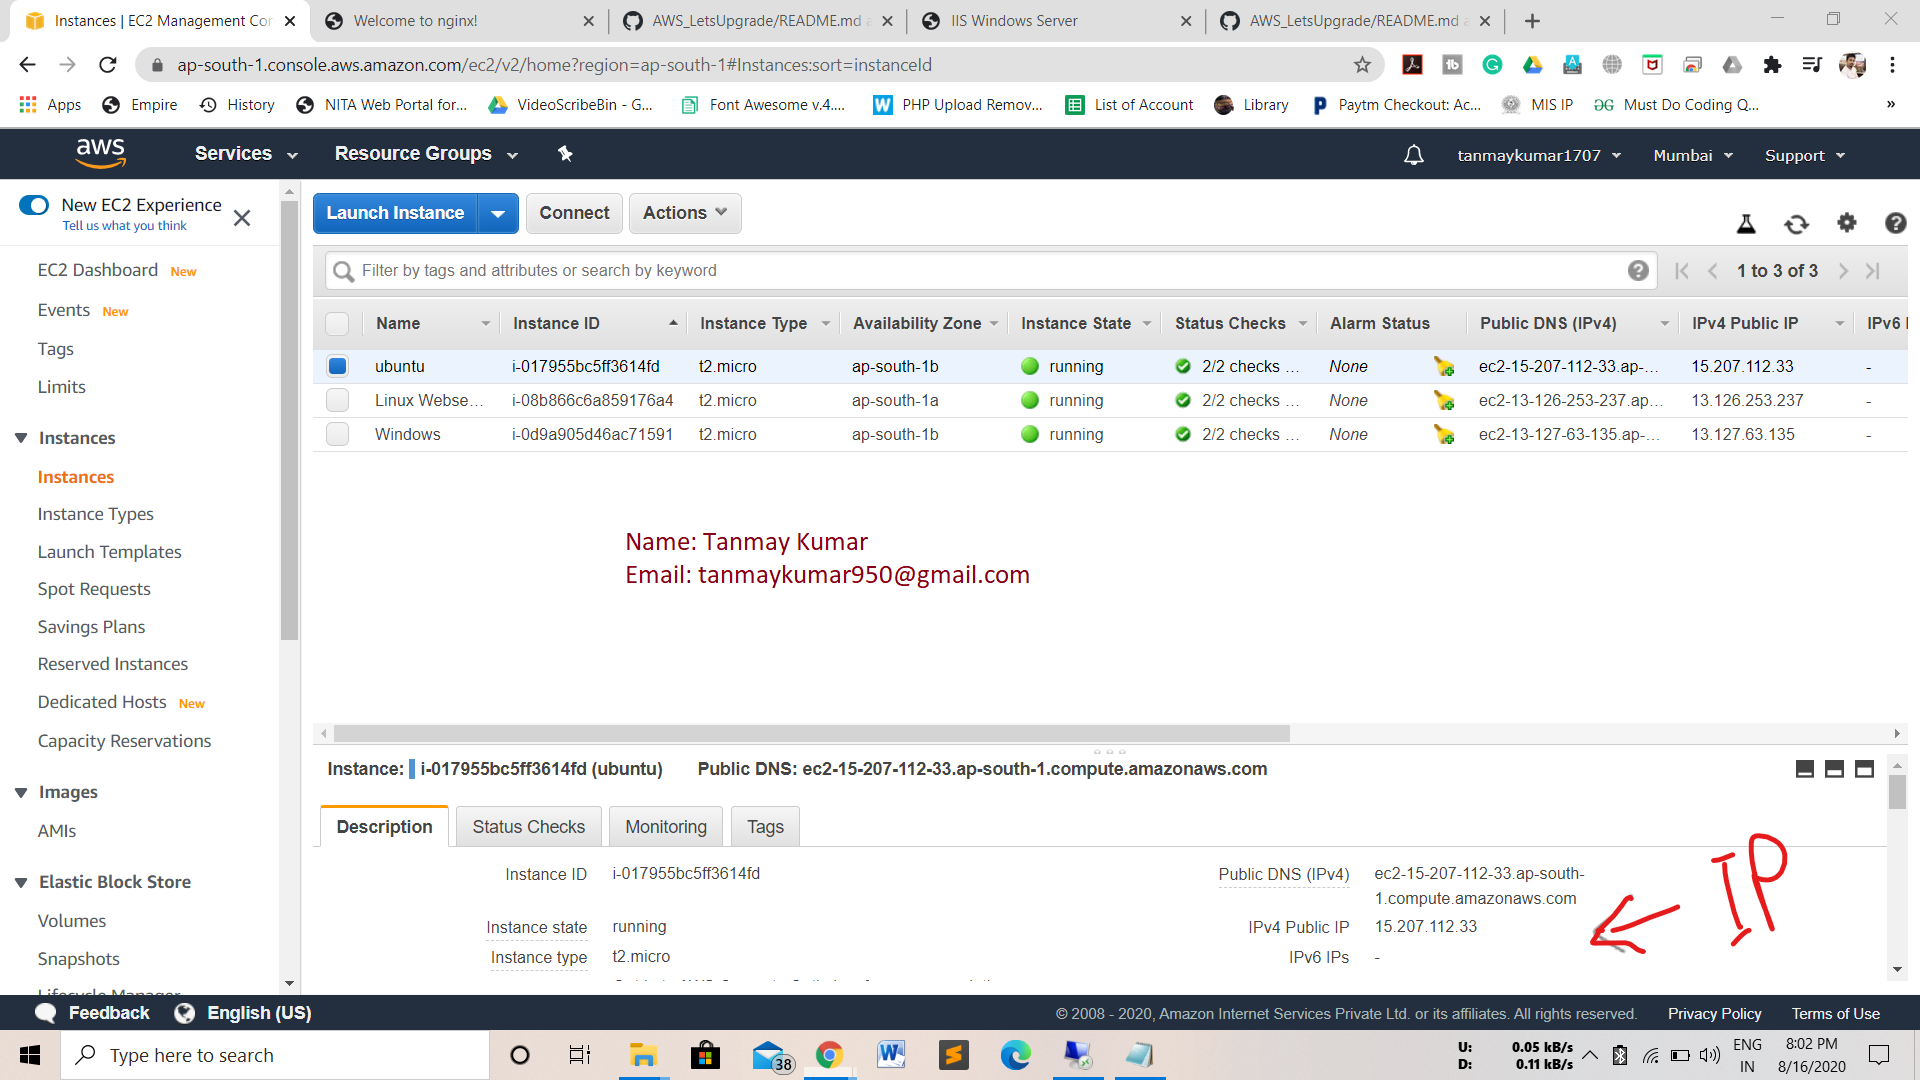 Instances | EC2 Management Con
Welcome to nginx!
AWS_LetsUpgrade/README.md a
IIS Windows Server
AWS_LetsUpgrade/README.md a
ap-south-1.console.aws.amazon.com/ec2/v2/home?region=ap-south-1#Instances:sort=instanceId
Apps Empire History NITA Web Portal for... VideoScribeBin - G... Font Awesome v.4.... PHP Upload Remov... List of Account Library Paytm Checkout: Ac... MIS IP Must Do Coding Q... »
aws Services Resource Groups tanmaykumar1707 Mumbai Support
New EC2 Experience
Tell us what you think
EC2 Dashboard New
Events New
Tags
Limits
Instances
Instances
Instance Types
Launch Templates
Spot Requests
Savings Plans
Reserved Instances
Dedicated Hosts New
Capacity Reservations
Images
AMIs
Elastic Block Store
Volumes
Snapshots
Lifecycle Manager
Launch Instance Connect Actions
Filter by tags and attributes or search by keyword 1 to 3 of 3
Name Instance ID Instance Type Availability Zone Instance State Status Checks Alarm Status Public DNS (IPv4) IPv4 Public IP IPv6 I
ubuntu i-017955bc5ff3614fd t2.micro ap-south-1b running 2/2 checks ... None ec2-15-207-112-33.ap-... 15.207.112.33 -
Linux Webse... i-08b866c6a859176a4 t2.micro ap-south-1a running 2/2 checks ... None ec2-13-126-253-237.ap... 13.126.253.237 -
Windows i-0d9a905d46ac71591 t2.micro ap-south-1b running 2/2 checks ... None ec2-13-127-63-135.ap-... 13.127.63.135 -
Name: Tanmay Kumar
Email: tanmaykumar950@gmail.com
Instance: i-017955bc5ff3614fd (ubuntu) Public DNS: ec2-15-207-112-33.ap-south-1.compute.amazonaws.com
Description Status Checks Monitoring Tags
Instance ID i-017955bc5ff3614fd
Instance state running
Instance type t2.micro
Public DNS (IPv4) ec2-15-207-112-33.ap-south-
1.compute.amazonaws.com
IPv4 Public IP 15.207.112.33
IPv6 IPs -
IP
Feedback English (US) © 2008 - 2020, Amazon Internet Services Private Ltd. or its affiliates. All rights reserved. Privacy Policy Terms of Use
Type here to search
38
U: 0.05 kB/s
D: 0.11 kB/s
ENG
IN
8:02 PM
8/16/2020